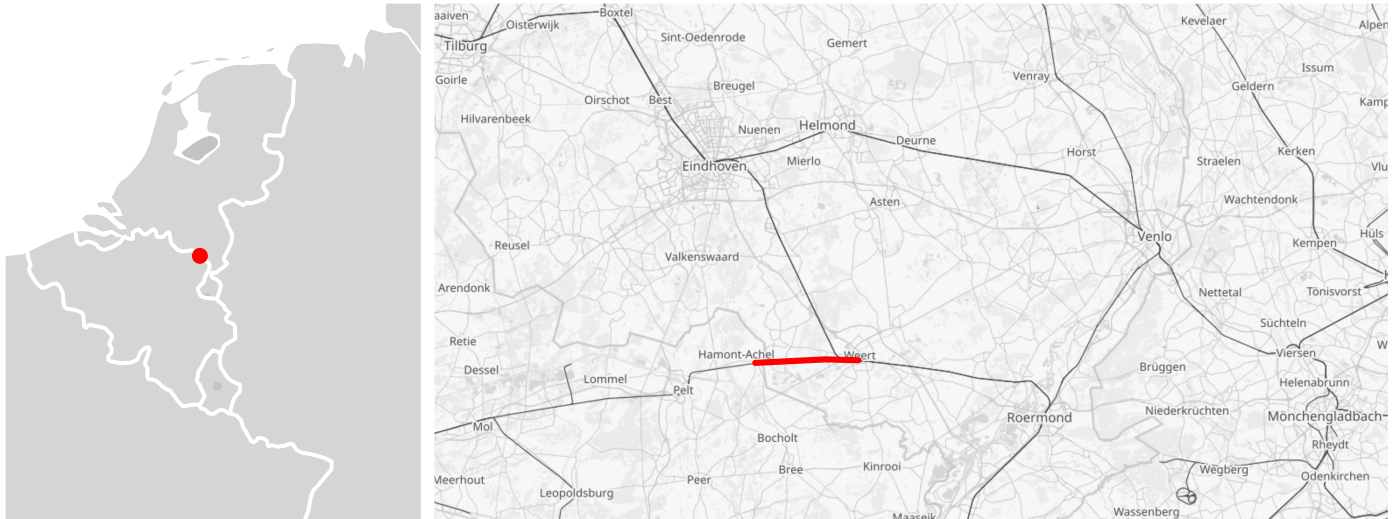 Boxtel
aaiven
Oisterwijk
Kevelaer
Alpen
Sint-Oedenrode
Gemert
Tilburg
Issum
Goirle
Venray
Breugel
Geldern
Oirschot
Best
Kamp
Hilvarenbeek
Nuenen
Helmond
Deurne
Horst
Kerken
Straelen
Eindhoven
Mierlo
Vlu
Wachtendonk
Asten
Hüls
Venlo
Kempen
Reusel
Valkenswaard
Arendonk
Nettetal
Tönisvorst
Süchteln
Retie
Hamont-Achel
Weert
Viersen
W
Dessel
Lommel
Brüggen
Helenabrunn
Pelt
Niederkrüchten
Mönchengladbach
Roermond
Mol
Bocholt
Rheydt
Bree
Kinrooi
Wegberg
Meerhout
Peer
Odenkirchen
Leopoldsburg
Wassenberg
Maaseik